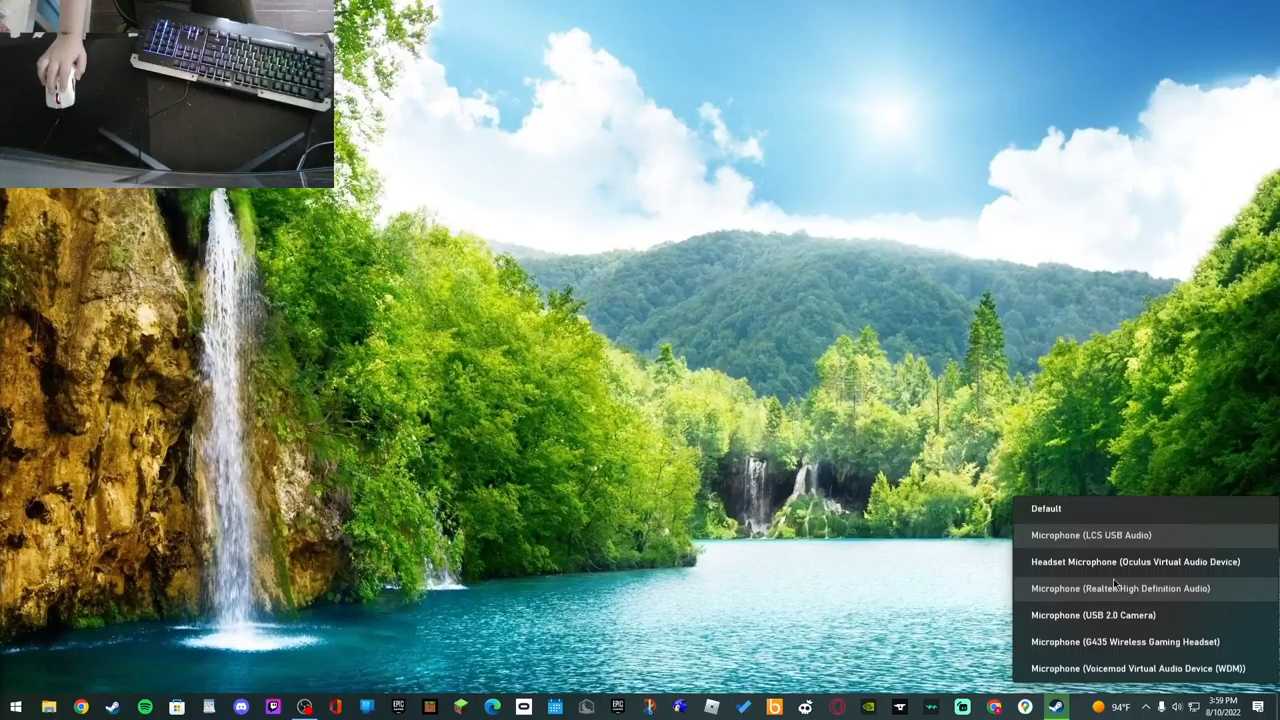 Default
Microphone (LCS USB Audio)
Headset Microphone (Oculus Virtual Audio Device)
Microphone (Realtek High Definition Audio)
Microphone (USB 2.0 Camera)
Microphone (G435 Wireless Gaming Headset)
Microphone (Voicemod Virtual Audio Device (WDM))
EPIC
EPIC
94°F
3:59 PM
8/10/2022